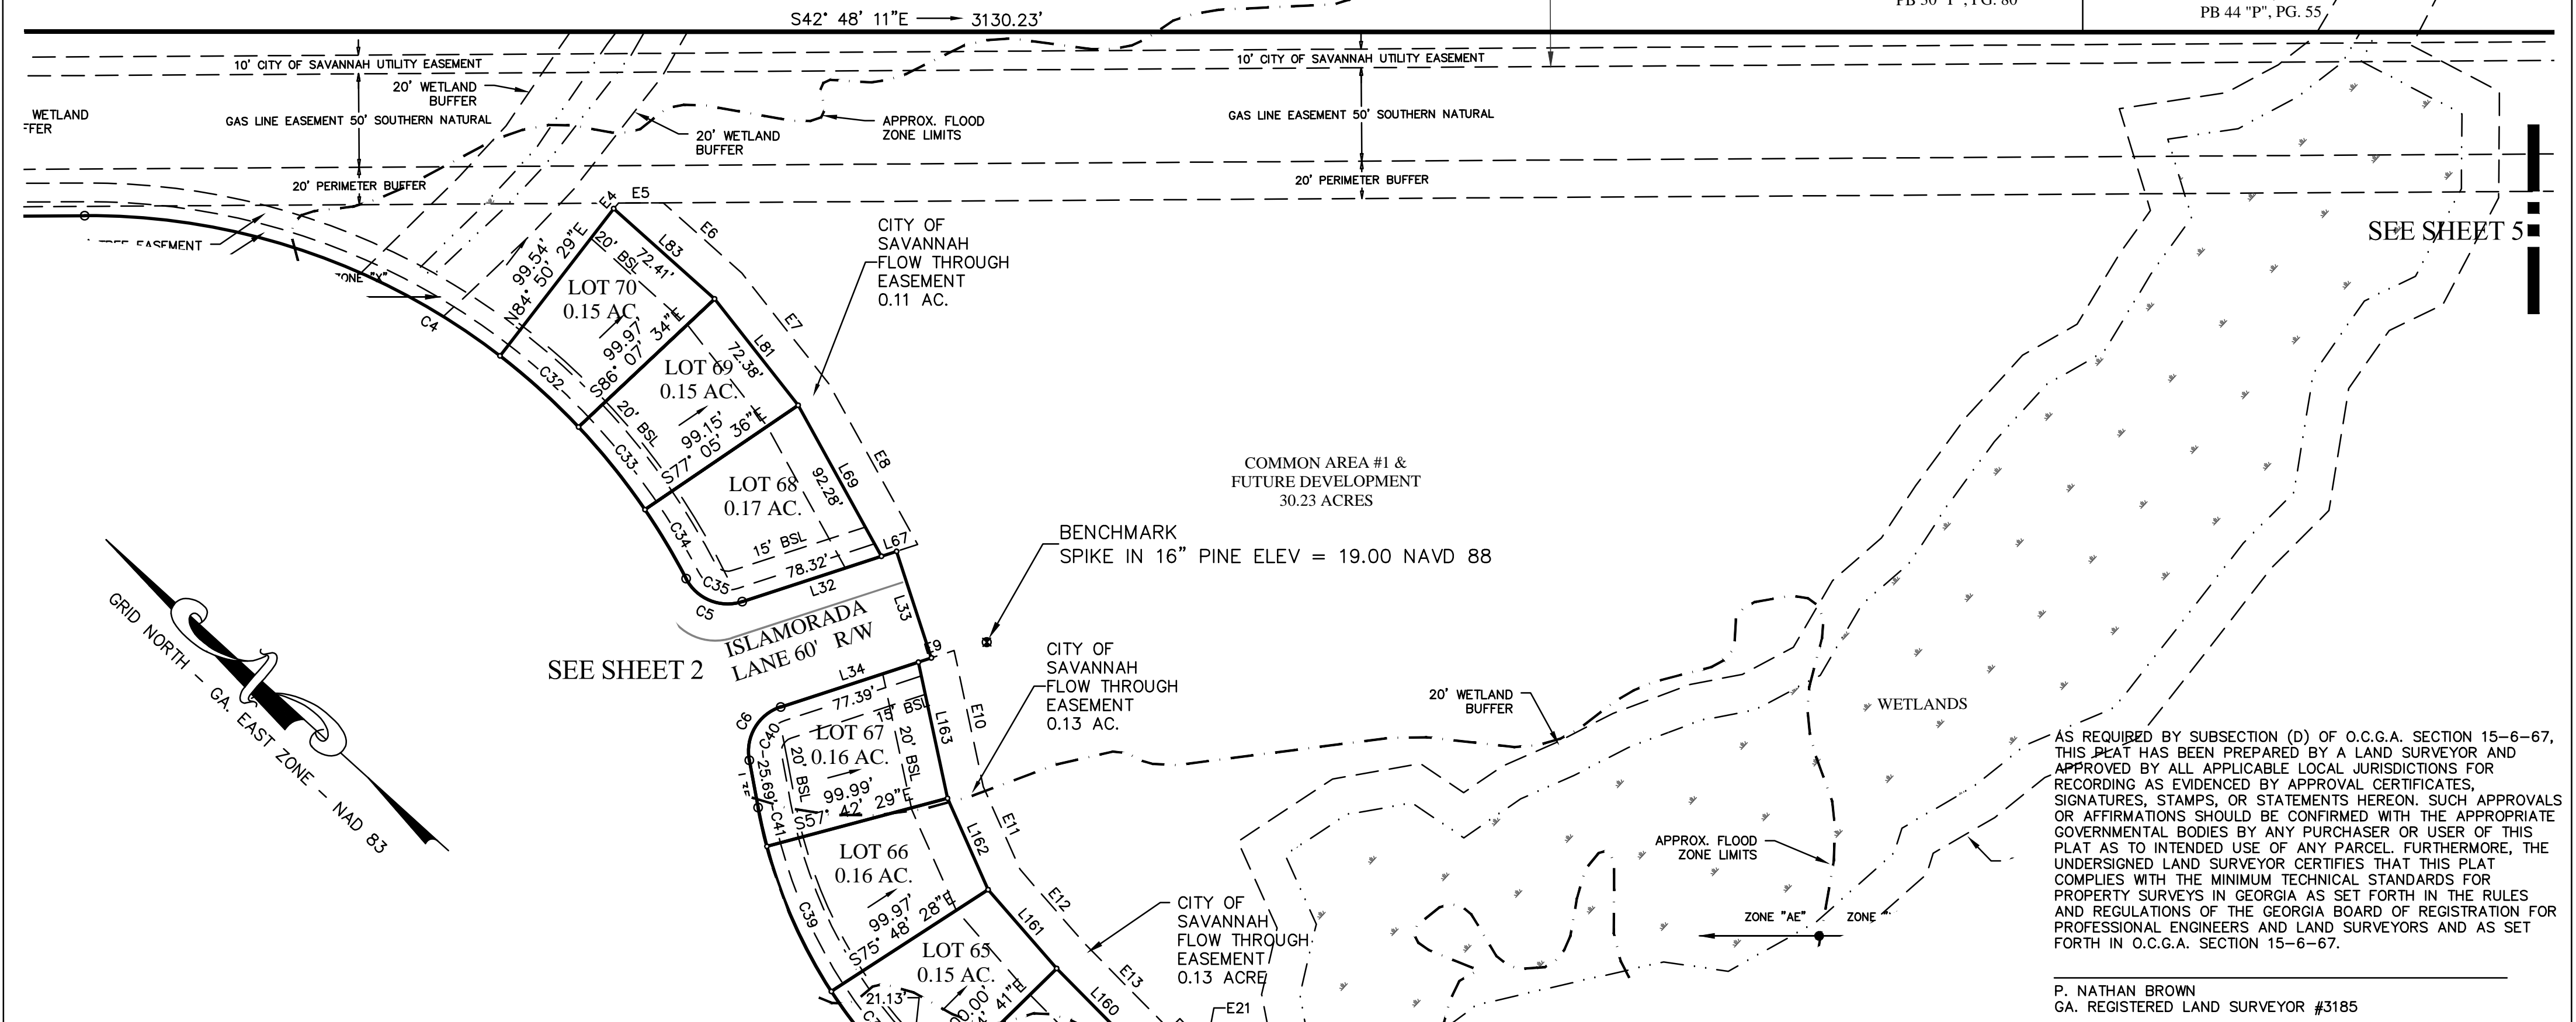 S42° 48' 11"E 3130.23'
PB 44 "P", PG. 55
10' CITY OF SAVANNAH UTILITY EASEMENT
10' CITY OF SAVANNAH UTILITY EASEMENT
20' WETLAND
BUFFER
WETLAND
GAS LINE EASEMENT 50' SOUTHERN NATURAL
GAS LINE EASEMENT 50' SOUTHERN NATURAL
APPROX. FLOOD
ZONE LIMITS
20' WETLAND
BUFFER
20' PERIMETER BUFFER
20' PERIMETER BUFFER
E4
E5
E6
SEE SHEET 5
EASEMENT
ZONE "X"
C4
N84° 50' 29"E
99.54'
20' BSL
L83
72.41'
LOT 70
0.15 AC.
CITY OF
SAVANNAH
FLOW THROUGH
EASEMENT
0.11 AC.
E7
99.97'
S86° 07' 34"E
C32
L81
72.38'
LOT 69
0.15 AC.
20' BSL
99.15'
S77° 05' 36"E
C33
E8
L69
92.28'
LOT 68
0.17 AC.
C34
15' BSL
78.32'
L67
C35
L32
C5
COMMON AREA #1 &
FUTURE DEVELOPMENT
30.23 ACRES
BENCHMARK
SPIKE IN 16" PINE ELEV = 19.00 NAVD 88
GRID NORTH - GA. EAST ZONE - NAD 83
ISLAMORADA
LANE 60' R/W
L33
SEE SHEET 2
E9
L34
77.39'
15' BSL
C6
C40
LOT 67
0.16 AC.
20' BSL
20' BSL
L163
E10
25.69'
99.99'
S57° 42' 29"E
CITY OF
SAVANNAH
FLOW THROUGH
EASEMENT
0.13 AC.
20' WETLAND
BUFFER
WETLANDS
C41
E11
L162
LOT 66
0.16 AC.
99.97'
S75° 48' 28"E
C39
E12
L161
LOT 65
0.15 AC.
21.13'
41"E
E13
L160
CITY OF
SAVANNAH
FLOW THROUGH
EASEMENT
0.13 ACRE
E21
APPROX. FLOOD
ZONE LIMITS
ZONE "AE"
ZONE
AS REQUIRED BY SUBSECTION (D) OF O.C.G.A. SECTION 15-6-67,
THIS PLAT HAS BEEN PREPARED BY A LAND SURVEYOR AND
APPROVED BY ALL APPLICABLE LOCAL JURISDICTIONS FOR
RECORDING AS EVIDENCED BY APPROVAL CERTIFICATES,
SIGNATURES, STAMPS, OR STATEMENTS HEREON. SUCH APPROVALS
OR AFFIRMATIONS SHOULD BE CONFIRMED WITH THE APPROPRIATE
GOVERNMENTAL BODIES BY ANY PURCHASER OR USER OF THIS
PLAT AS TO INTENDED USE OF ANY PARCEL. FURTHERMORE, THE
UNDERSIGNED LAND SURVEYOR CERTIFIES THAT THIS PLAT
COMPLIES WITH THE MINIMUM TECHNICAL STANDARDS FOR
PROPERTY SURVEYS IN GEORGIA AS SET FORTH IN THE RULES
AND REGULATIONS OF THE GEORGIA BOARD OF REGISTRATION FOR
PROFESSIONAL ENGINEERS AND LAND SURVEYORS AND AS SET
FORTH IN O.C.G.A. SECTION 15-6-67.
P. NATHAN BROWN
GA. REGISTERED LAND SURVEYOR #3185